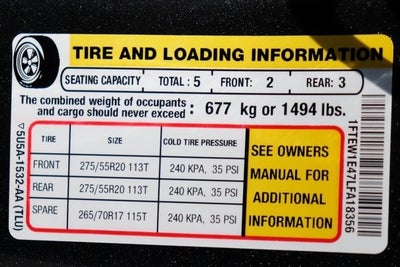 TIRE AND LOADING INFORMATION
SEATING CAPACITY TOTAL : 5 FRONT: 2 REAR: 3
The combined weight of occupants and cargo should never exceed : 677 kg or 1494 lbs.
TIRE SIZE COLD TIRE PRESSURE
FRONT 275/55R20 113T 240 KPA, 35 PSI
REAR 275/55R20 113T 240 KPA, 35 PSI
SPARE 265/70R17 115T 240 KPA, 35 PSI
SEE OWNERS
MANUAL FOR
ADDITIONAL
INFORMATION
▽5U5A-1532-AA (TLU)
1FTEW1E47LFA18356